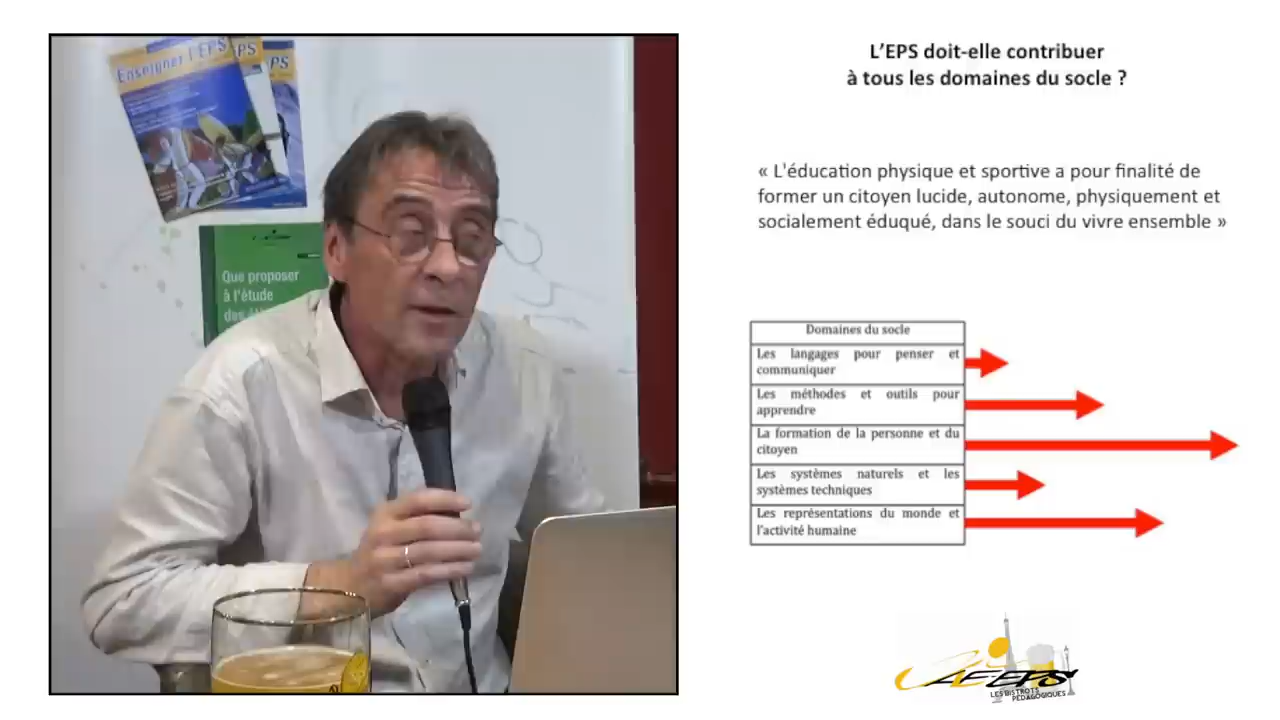 Enseigner l'EPS
EPS
PS
Que proposer
à l'étude
des
L'EPS doit-elle contribuer
à tous les domaines du socle ?
« L'éducation physique et sportive a pour finalité de
former un citoyen lucide, autonome, physiquement et
socialement éduqué, dans le souci du vivre ensemble »
Domaines du socle
Les langages pour penser et
communiquer
Les méthodes et outils pour
apprendre
La formation de la personne et du
citoyen
Les systèmes naturels et les
systèmes techniques
Les représentations du monde et
l'activité humaine
AE-EPS
LES BISTROTS
PÉDAGOGIQUES